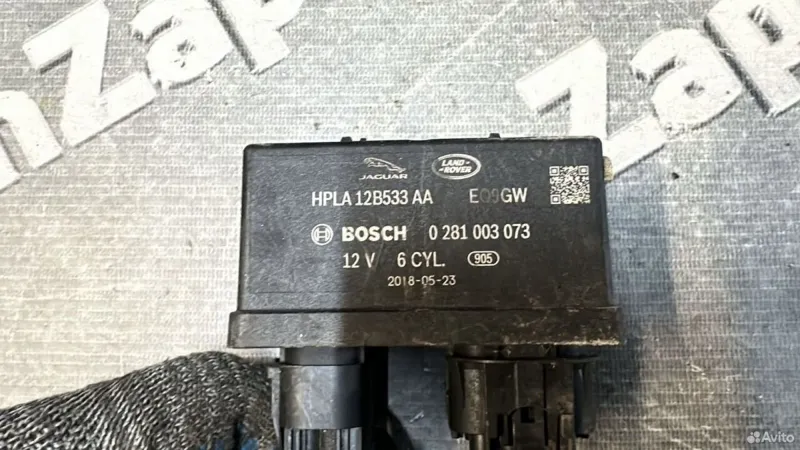 JAGUAR
LAND-
-ROVER
HPLA 12B533 AA EQ9GW
BOSCH 0 281 003 073
12 V 6 CYL. 905
2018-05-23
Avito